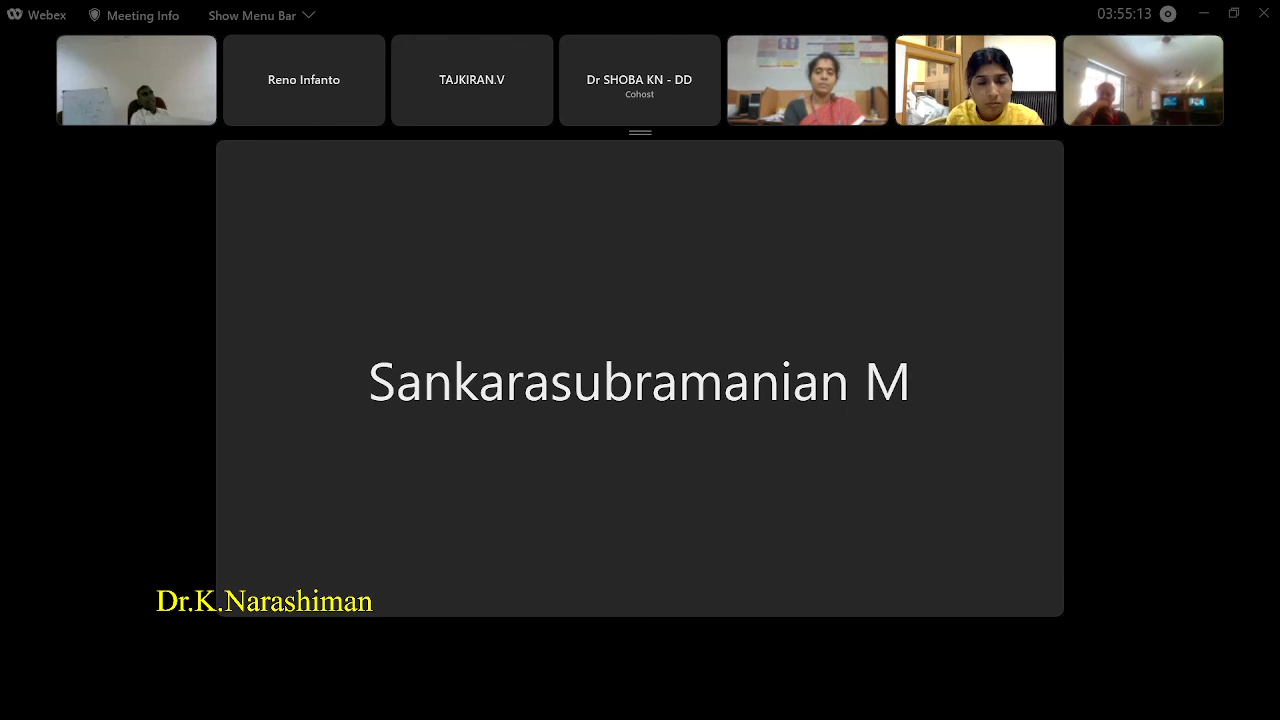 Webex Meeting Info Show Menu Bar 03:55:13
Reno Infanto
TAJKIRAN.V
Dr SHOBA KN - DD
Cohost
Sankarasubramanian M
Dr.K.Narashiman